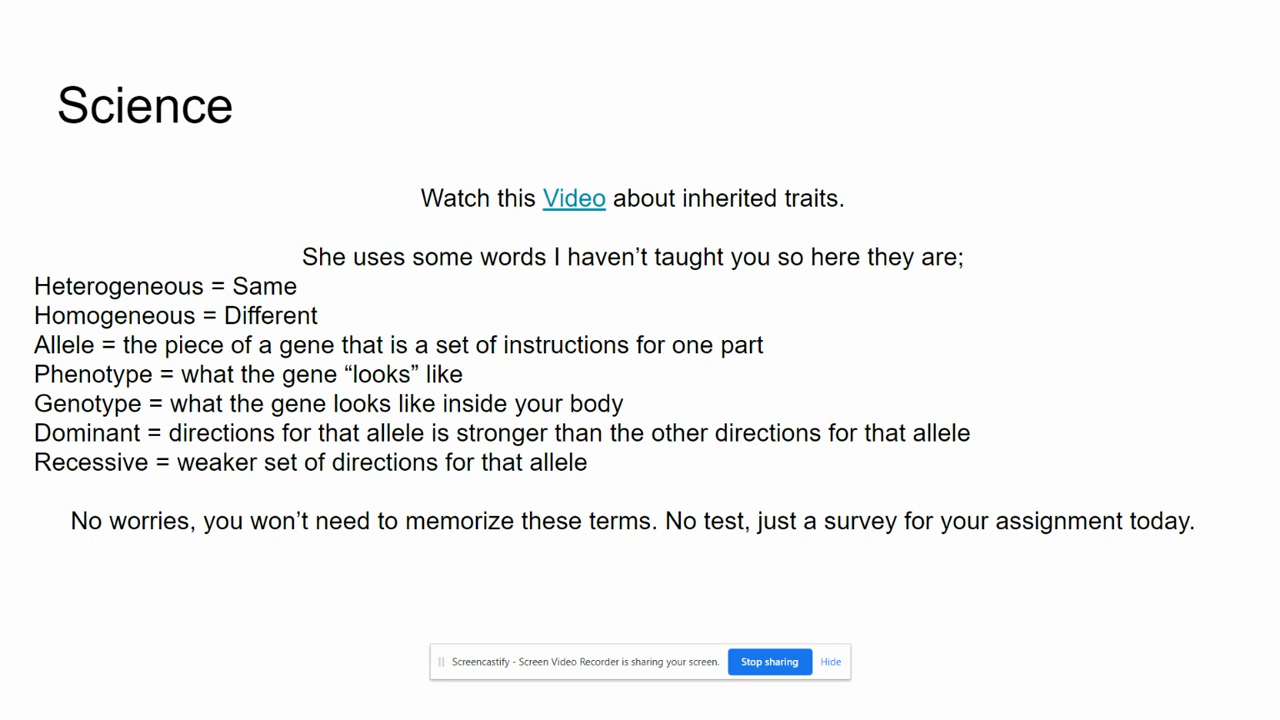 Science
Watch this Video about inherited traits.
She uses some words I haven’t taught you so here they are;
Heterogeneous = Same
Homogeneous = Different
Allele = the piece of a gene that is a set of instructions for one part
Phenotype = what the gene “looks” like
Genotype = what the gene looks like inside your body
Dominant = directions for that allele is stronger than the other directions for that allele
Recessive = weaker set of directions for that allele
No worries, you won’t need to memorize these terms. No test, just a survey for your assignment today.
Screencastify - Screen Video Recorder is sharing your screen. Stop sharing Hide